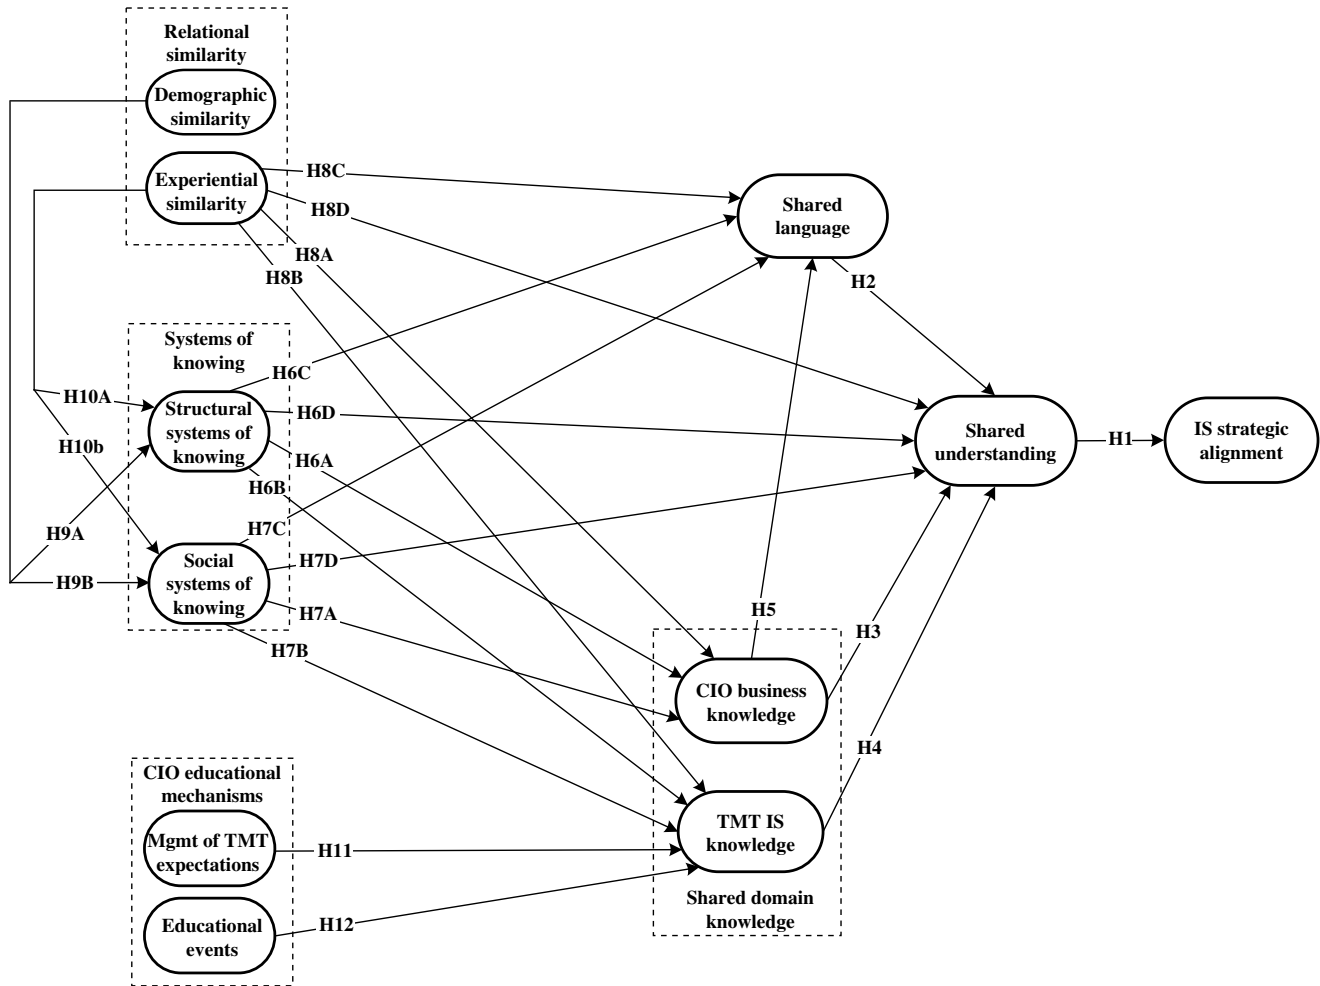 Relational
similarity
Demographic
similarity
Experiential
similarity
H8C
H8D
H8A
H8B
Shared
language
H2
Systems of
knowing
H6C
H10A
Structural
systems of
knowing
H6D
H10b
H6A
H6B
Shared
understanding
H1
IS strategic
alignment
H9A
H7C
Social
systems of
knowing
H7D
H9B
H7A
H7B
H5
H3
CIO business
knowledge
H4
CIO educational
mechanisms
Mgmt of TMT
expectations
H11
TMT IS
knowledge
Shared domain
knowledge
Educational
events
H12